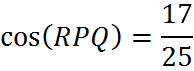 cos(RPQ) = 17/25